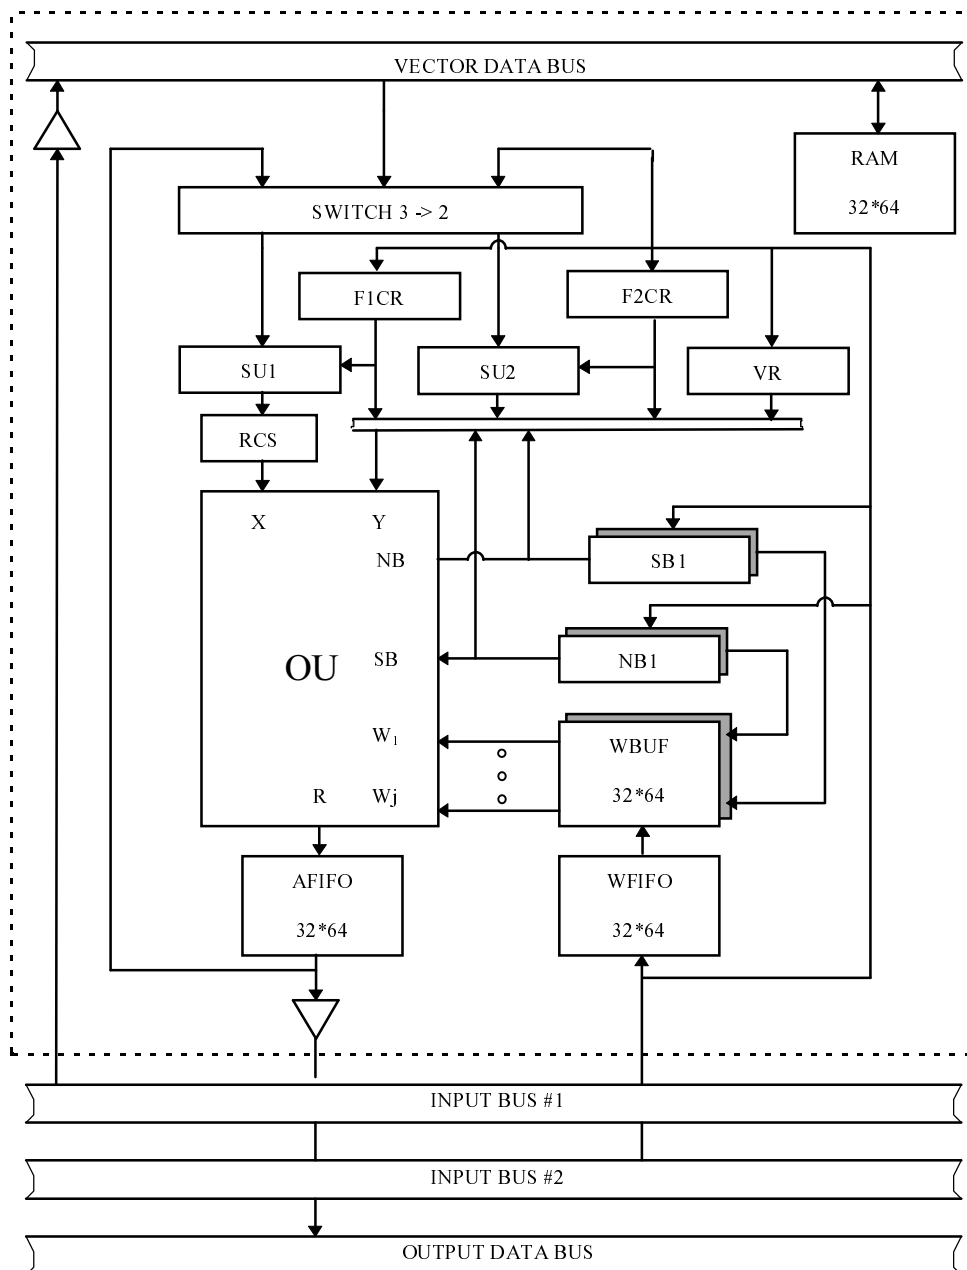 VECTOR DATA BUS
RAM
32*64
SWITCH 3 -> 2
F1CR
F2CR
SU1
SU2
VR
RCS
X
Y
NB
SB1
OU
SB
NB1
W1
WBUF
32*64
R
Wj
AFIFO
32*64
WFIFO
32*64
INPUT BUS #1
INPUT BUS #2
OUTPUT DATA BUS